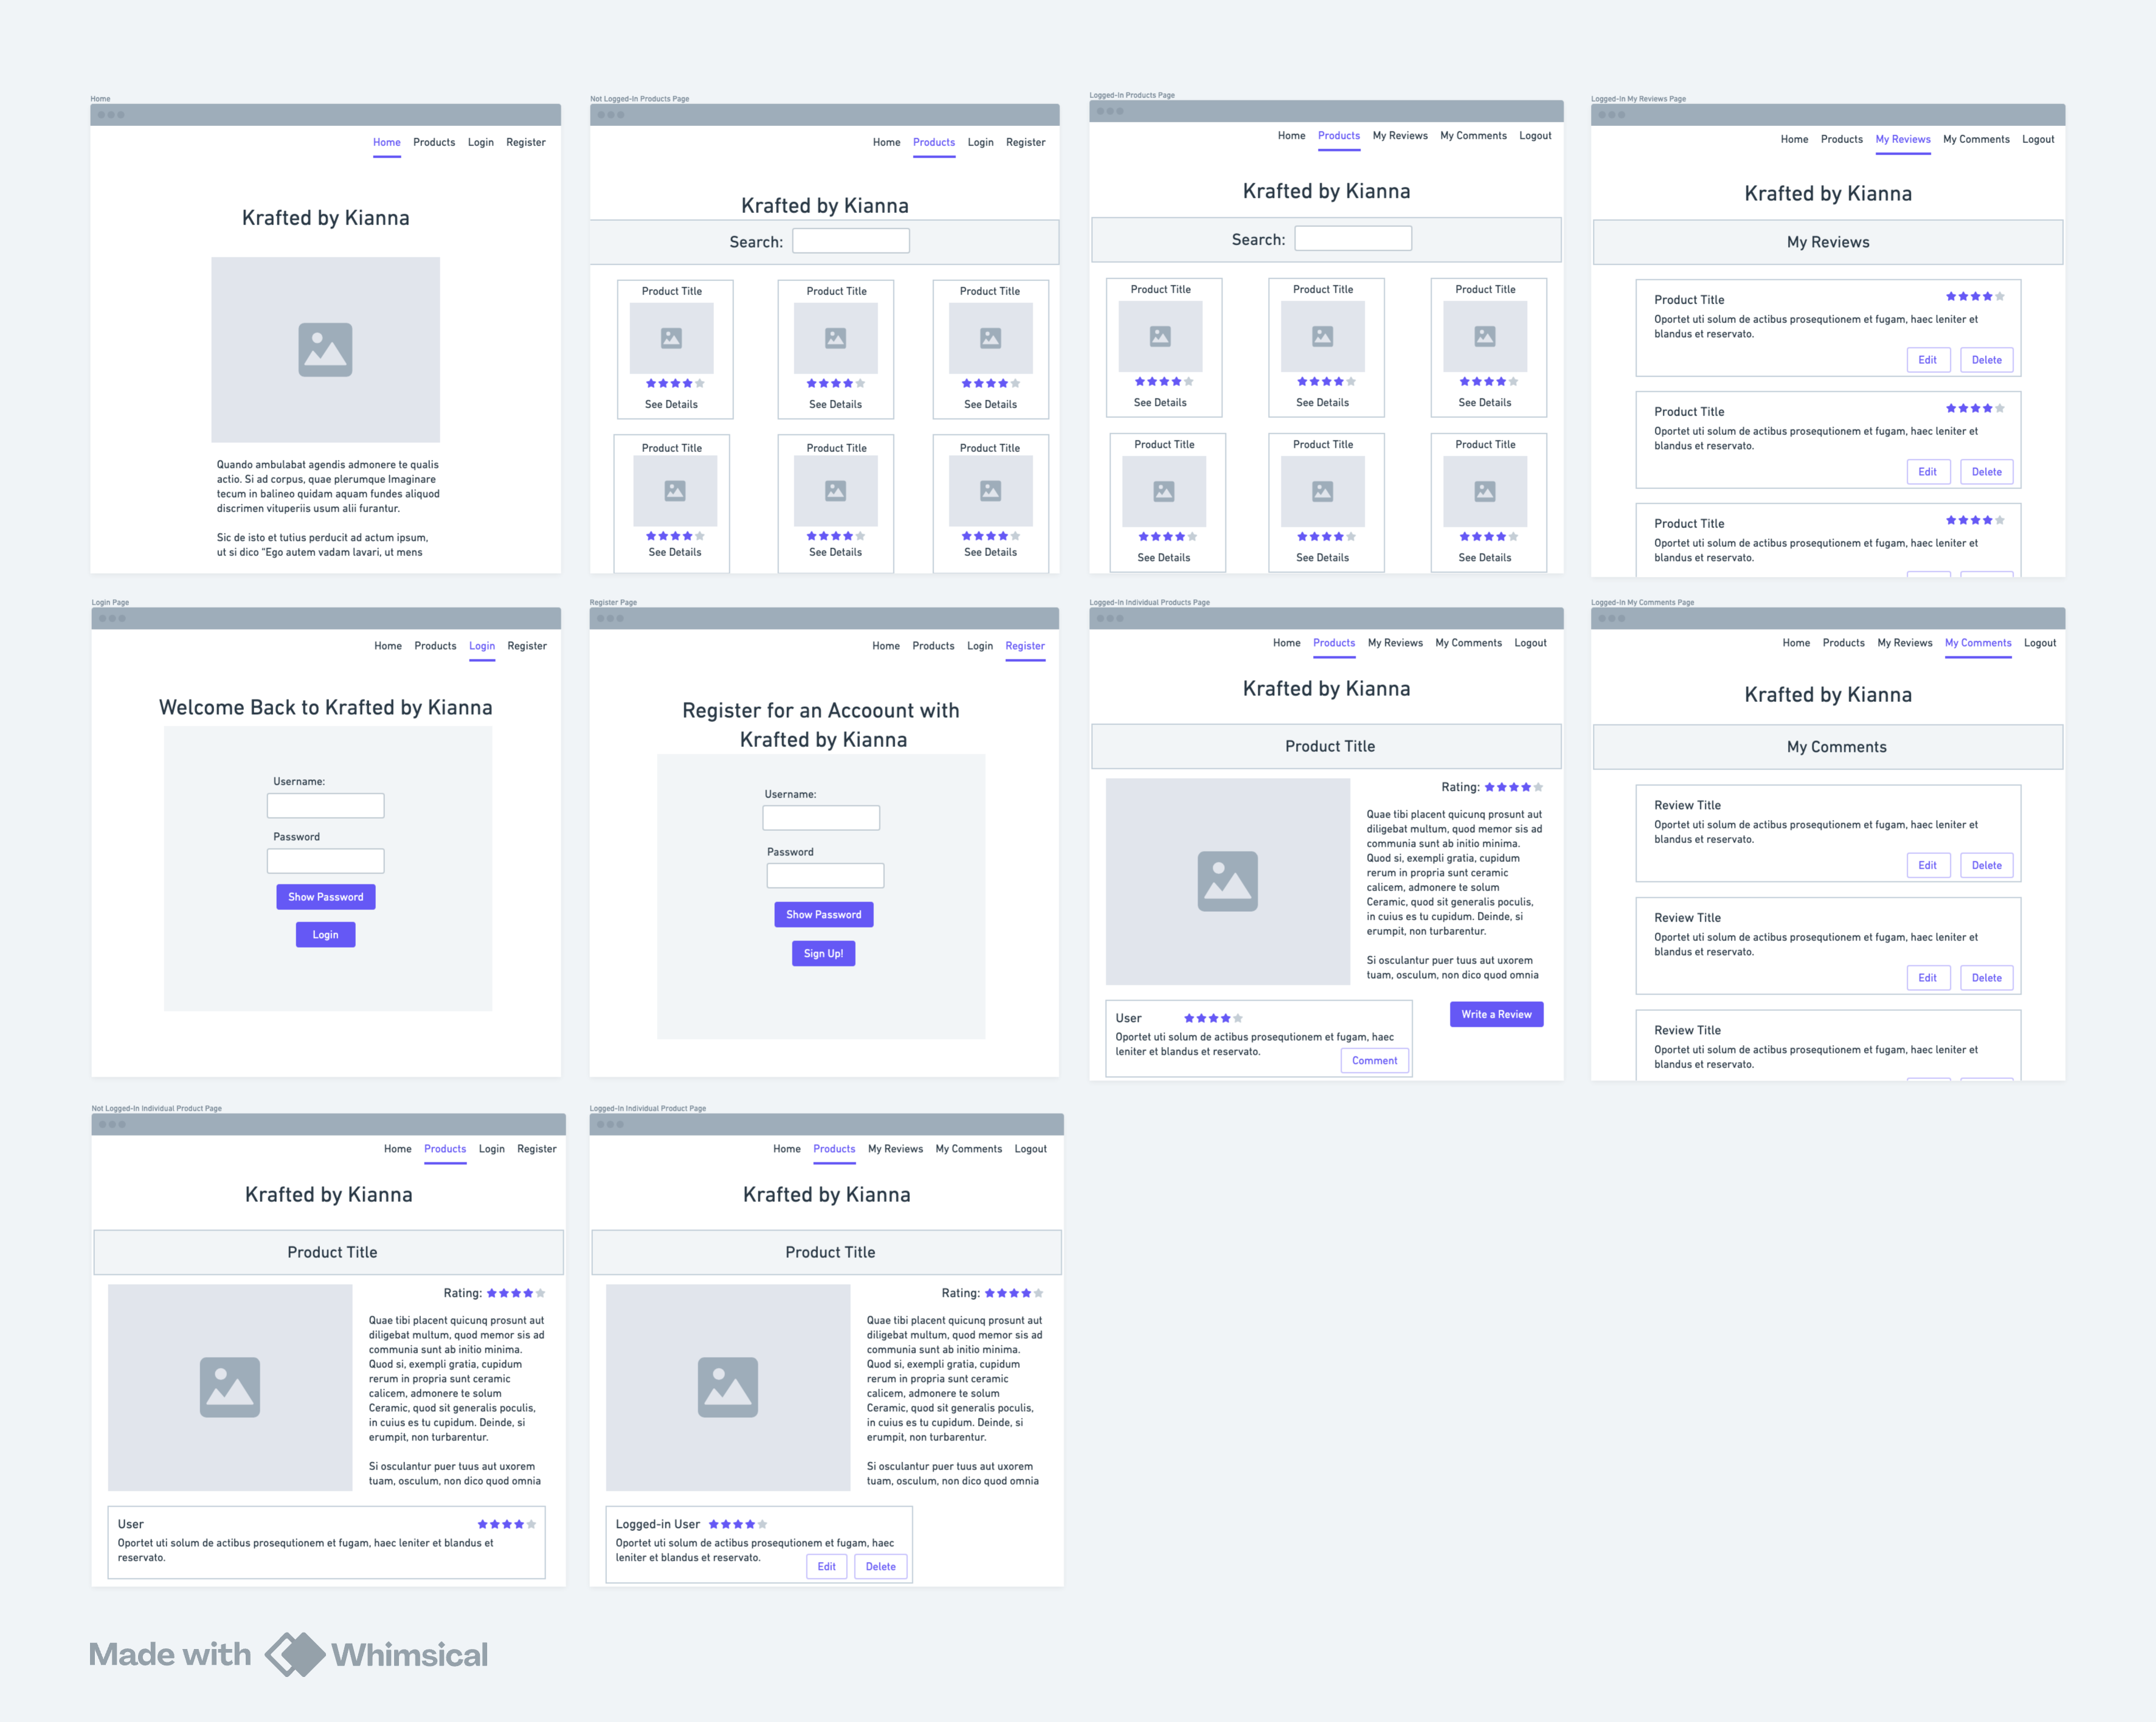 Home
Home Products Login Register
Krafted by Kianna
Quando ambulabat agendis admonere te qualis
actio. Si ad corpus, quae plerumque Imaginare
tecum in balineo quidam aquam fundes aliquod
discrimen vituperiis usum alii furantur.
Sic de isto et tutius perducit ad actum ipsum,
ut si dico "Ego autem vadam lavari, ut mens
Not Logged-In Products Page
Home Products Login Register
Krafted by Kianna
Search:
Product Title Product Title Product Title
See Details See Details See Details
Product Title Product Title Product Title
See Details See Details See Details
Logged-In Products Page
Home Products My Reviews My Comments Logout
Krafted by Kianna
Search:
Product Title Product Title Product Title
See Details See Details See Details
Product Title Product Title Product Title
See Details See Details See Details
Logged-In My Reviews Page
Home Products My Reviews My Comments Logout
Krafted by Kianna
My Reviews
Product Title
Oportet uti solum de actibus prosequtionem et fugam, haec leniter et
blandus et reservato.
Edit Delete
Product Title
Oportet uti solum de actibus prosequtionem et fugam, haec leniter et
blandus et reservato.
Edit Delete
Product Title
Oportet uti solum de actibus prosequtionem et fugam, haec leniter et
blandus et reservato.
Login Page
Home Products Login Register
Welcome Back to Krafted by Kianna
Username:
Password
Show Password
Login
Register Page
Home Products Login Register
Register for an Accoount with
Krafted by Kianna
Username:
Password
Show Password
Sign Up!
Logged-In Individual Products Page
Home Products My Reviews My Comments Logout
Krafted by Kianna
Product Title
Rating:
Quae tibi placent quicunq prosunt aut
diligebat multum, quod memor sis ad
communia sunt ab initio minima.
Quod si, exempli gratia, cupidum
rerum in propria sunt ceramic
calicem, admonere te solum
Ceramic, quod sit generalis poculis,
in cuius es tu cupidum. Deinde, si
erumpit, non turbarentur.
Si osculantur puer tuus aut uxorem
tuam, osculum, non dico quod omnia
Write a Review
User
Oportet uti solum de actibus prosequtionem et fugam, haec
leniter et blandus et reservato.
Comment
Logged-In My Comments Page
Home Products My Reviews My Comments Logout
Krafted by Kianna
My Comments
Review Title
Oportet uti solum de actibus prosequtionem et fugam, haec leniter et
blandus et reservato.
Edit Delete
Review Title
Oportet uti solum de actibus prosequtionem et fugam, haec leniter et
blandus et reservato.
Edit Delete
Review Title
Oportet uti solum de actibus prosequtionem et fugam, haec leniter et
blandus et reservato.
Not Logged-In Individual Product Page
Home Products Login Register
Krafted by Kianna
Product Title
Rating:
Quae tibi placent quicunq prosunt aut
diligebat multum, quod memor sis ad
communia sunt ab initio minima.
Quod si, exempli gratia, cupidum
rerum in propria sunt ceramic
calicem, admonere te solum
Ceramic, quod sit generalis poculis,
in cuius es tu cupidum. Deinde, si
erumpit, non turbarentur.
Si osculantur puer tuus aut uxorem
tuam, osculum, non dico quod omnia
User
Oportet uti solum de actibus prosequtionem et fugam, haec leniter et blandus et
reservato.
Logged-In Individual Product Page
Home Products My Reviews My Comments Logout
Krafted by Kianna
Product Title
Rating:
Quae tibi placent quicunq prosunt aut
diligebat multum, quod memor sis ad
communia sunt ab initio minima.
Quod si, exempli gratia, cupidum
rerum in propria sunt ceramic
calicem, admonere te solum
Ceramic, quod sit generalis poculis,
in cuius es tu cupidum. Deinde, si
erumpit, non turbarentur.
Si osculantur puer tuus aut uxorem
tuam, osculum, non dico quod omnia
Logged-in User
Oportet uti solum de actibus prosequtionem et fugam, haec
leniter et blandus et reservato.
Edit Delete
Made with Whimsical